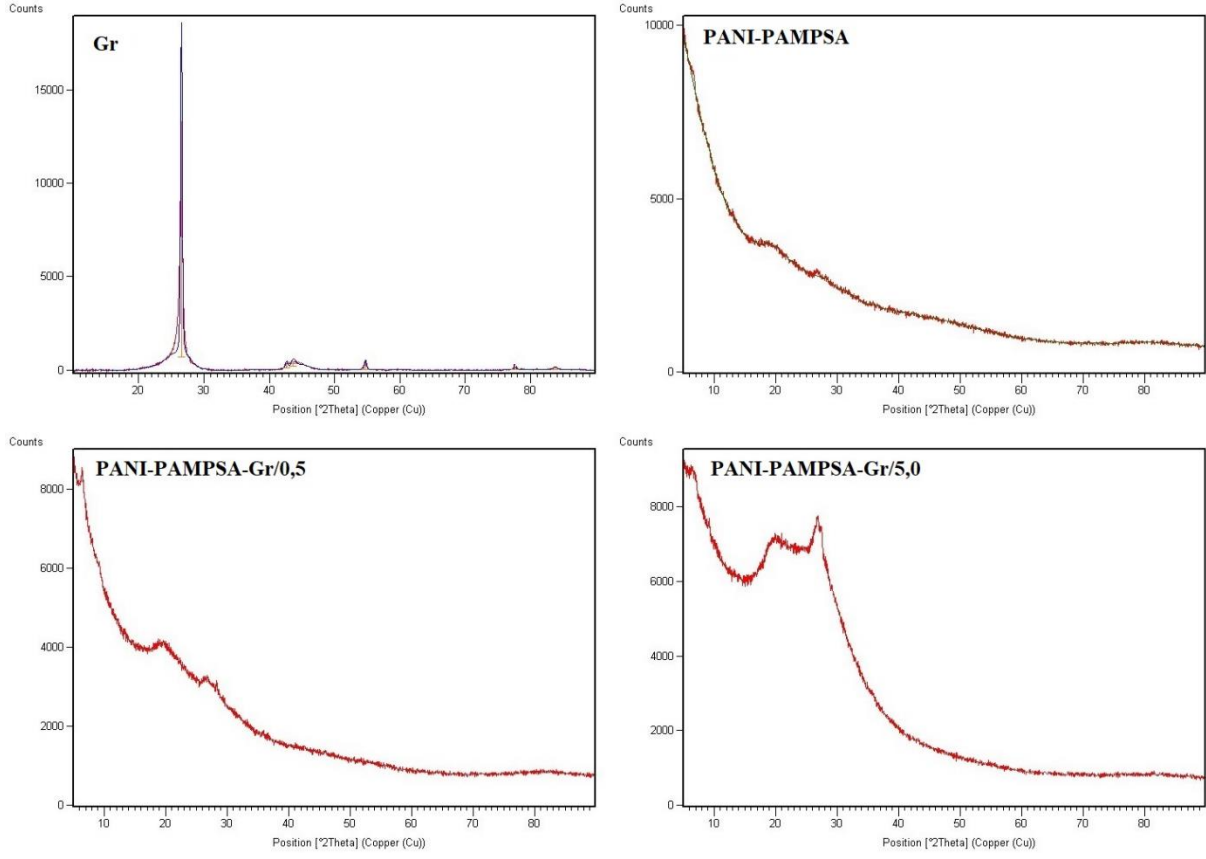 Counts
Gr
15000
10000
5000
0
20 30 40 50 60 70 80
Position [°2Theta] (Copper (Cu))
Counts
PANI-PAMPSA
10000
5000
0
10 20 30 40 50 60 70 80
Position [°2Theta] (Copper (Cu))
Counts
PANI-PAMPSA-Gr/0,5
8000
6000
4000
2000
0
10 20 30 40 50 60 70 80
Position [°2Theta] (Copper (Cu))
Counts
PANI-PAMPSA-Gr/5,0
8000
6000
4000
2000
0
10 20 30 40 50 60 70 80
Position [°2Theta] (Copper (Cu))